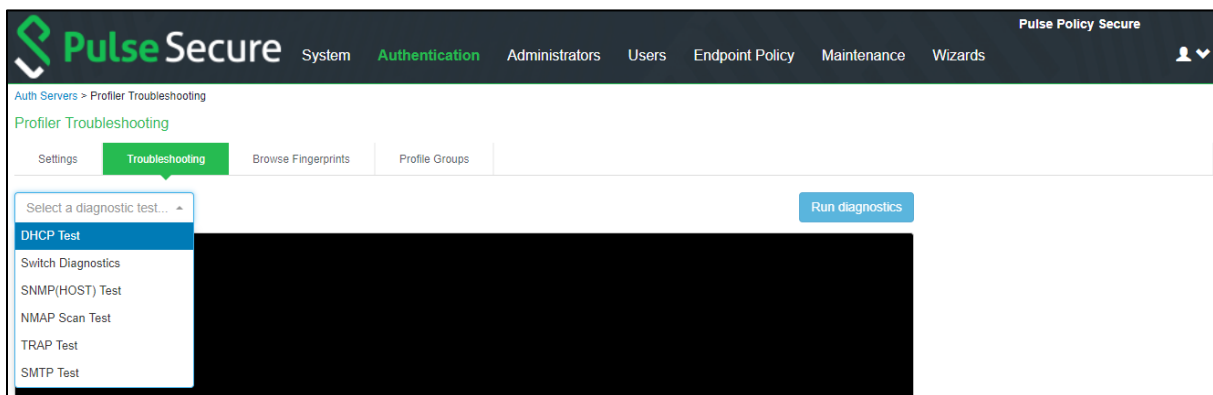 Pulse Policy Secure
Pulse Secure System Authentication Administrators Users Endpoint Policy Maintenance Wizards
Auth Servers > Profiler Troubleshooting
Profiler Troubleshooting
Settings Troubleshooting Browse Fingerprints Profile Groups
Select a diagnostic test... Run diagnostics
DHCP Test
Switch Diagnostics
SNMP(HOST) Test
NMAP Scan Test
TRAP Test
SMTP Test